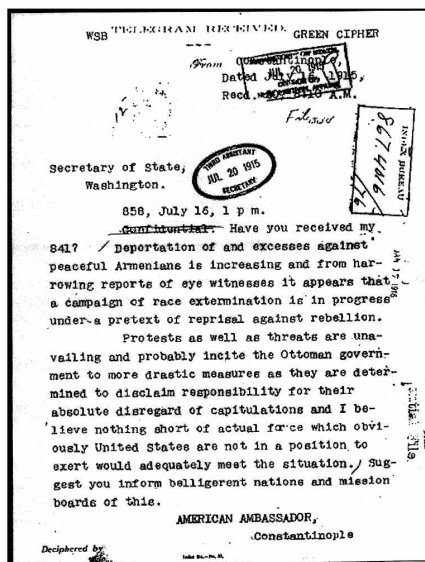 TELEGRAM RECEIVED.
WSB
GREEN CIPHER
From Constantinople,
Dated July 16, 1915,
Recd. 8110 A.M.
JUL 20 1915
Secretary of State,
Washington.
THIRD ASSISTANT
JUL 20 1915
SECRETARY
INDEX BUREAU
867.4016/76
858, July 16, 1 p m.
Confidential. Have you received my
841? Deportation of and excesses against
peaceful Armenians is increasing and from har-
rowing reports of eye witnesses it appears that
a campaign of race extermination is in progress
under a pretext of reprisal against rebellion.
Protests as well as threats are una-
vailing and probably incite the Ottoman govern-
ment to more drastic measures as they are deter-
mined to disclaim responsibility for their
absolute disregard of capitulations and I be-
lieve nothing short of actual force which obvi-
ously United States are not in a position to
exert would adequately meet the situation. Sug-
gest you inform belligerent nations and mission
boards of this.
AMERICAN AMBASSADOR,
Constantinople
Deciphered by